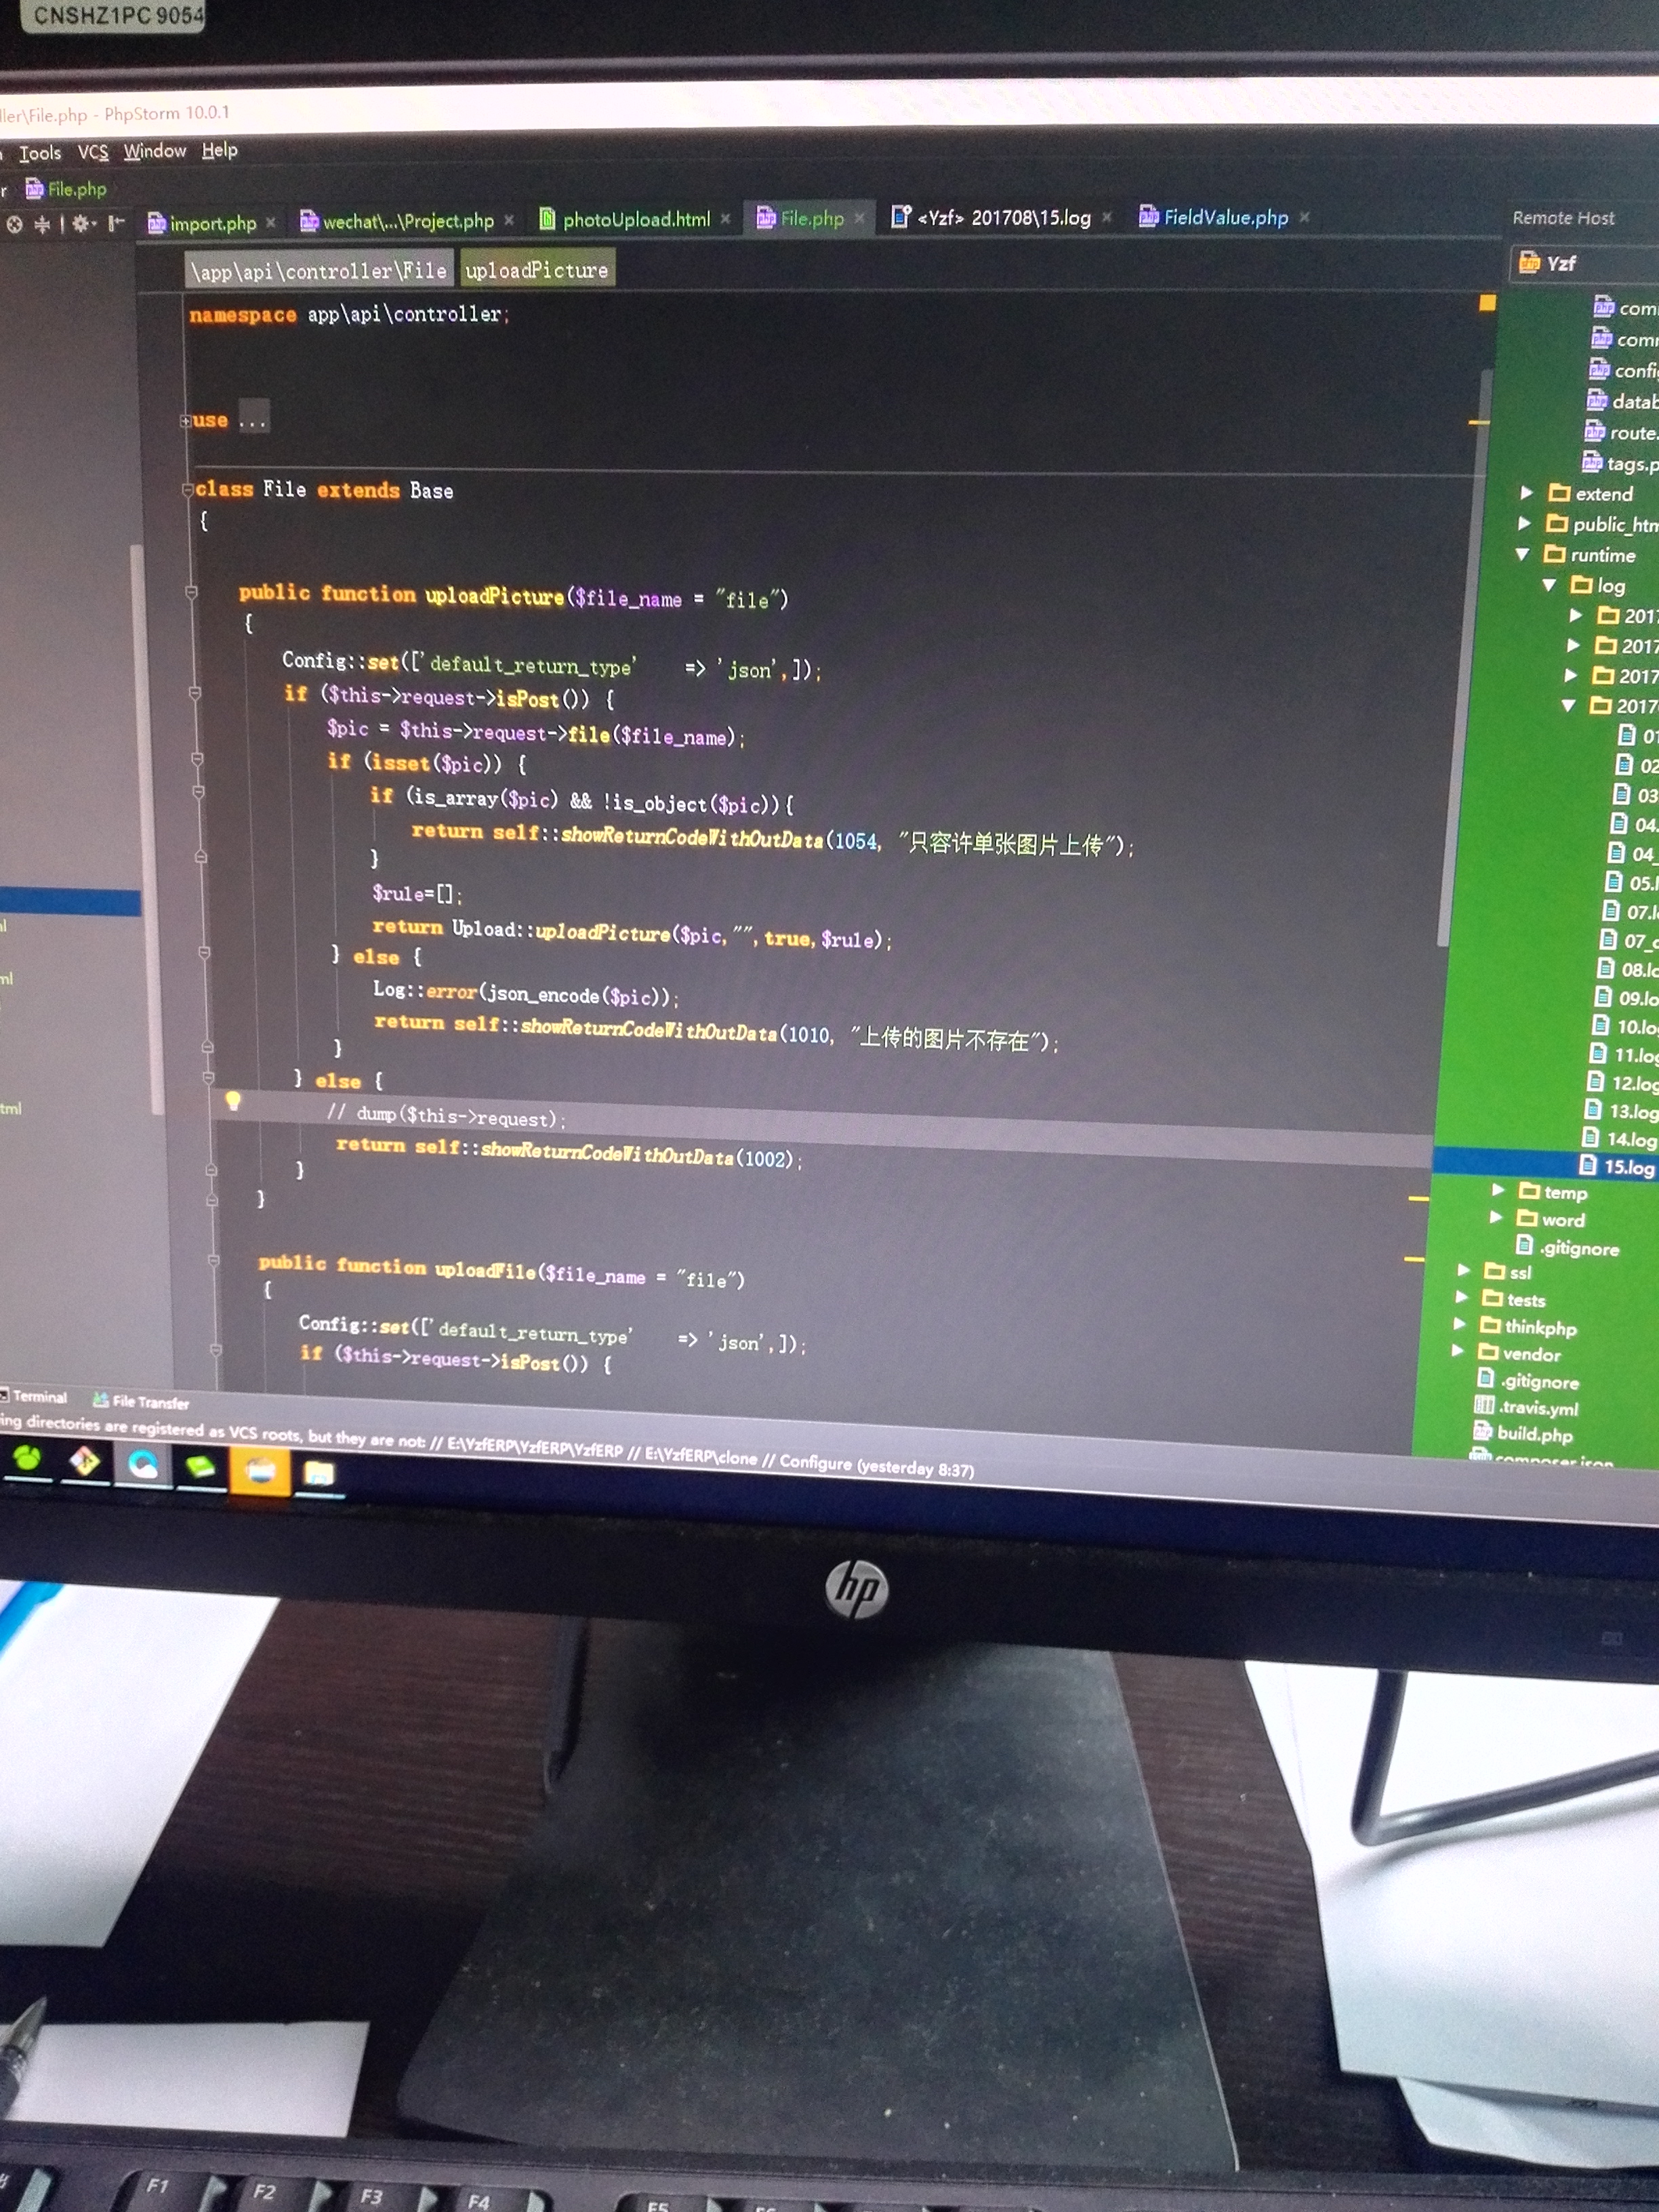 CNSHZ1PC 9054
ller\File.php - PhpStorm 10.0.1
Tools VCS Window Help
File.php
import.php
wechat\...\Project.php
photoUpload.html
File.php
<Yzf> 201708\15.log
FieldValue.php
Remote Host
\app\api\controller\File uploadPicture
Yzf
namespace app\api\controller;
use ...
class File extends Base
{
public function uploadPicture($file_name = "file")
{
Config::set(['default_return_type' => 'json',]);
if ($this->request->isPost()) {
$pic = $this->request->file($file_name);
if (isset($pic)) {
if (is_array($pic) && !is_object($pic)){
return self::showReturnCodeWithOutData(1054, "只容许单张图片上传");
}
$rule=[];
return Upload::uploadPicture($pic,"",true,$rule);
} else {
Log::error(json_encode($pic));
return self::showReturnCodeWithOutData(1010, "上传的图片不存在");
}
} else {
// dump($this->request);
return self::showReturnCodeWithOutData(1002);
}
}
public function uploadFile($file_name = "file")
{
Config::set(['default_return_type' => 'json',]);
if ($this->request->isPost()) {
com
com
confi
datab
route.
tags.p
extend
public_htm
runtime
log
2017
2017
2017
2017
01
02
03
04.
04_
05.l
07.l
07_
08.lo
09.lo
10.lo
11.log
12.log
13.log
14.log
15.log
temp
word
.gitignore
ssl
tests
thinkphp
vendor
.gitignore
.travis.yml
build.php
composer.json
ml
tml
Terminal File Transfer
ing directories are registered as VCS roots, but they are not: // E:\YzfERP\YzfERP\YzfERP // E:\YzfERP\clone // Configure (yesterday 8:37)
hp
F1 F2 F3 F4 F5